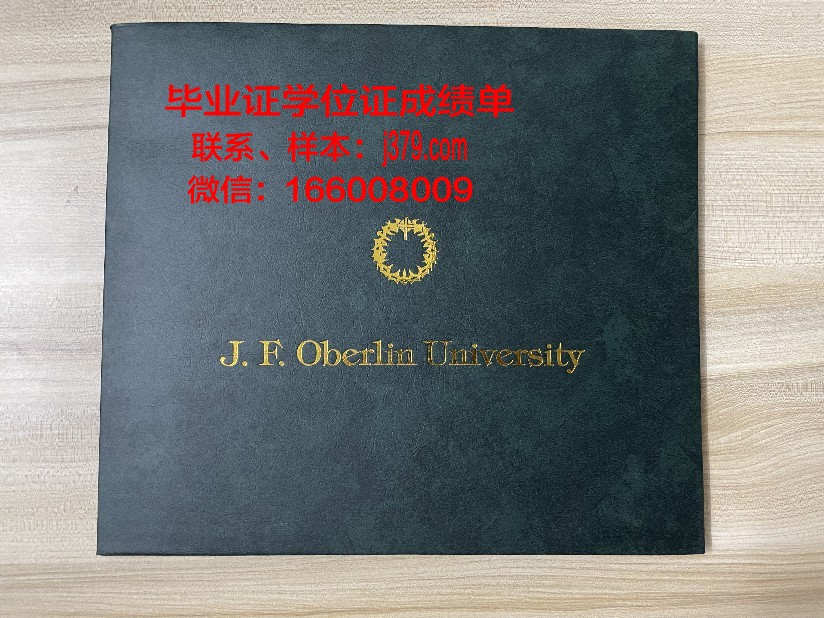 毕业证学位证成绩单
联系、样本：j379.com
微信：166008009
J. F. Oberlin University